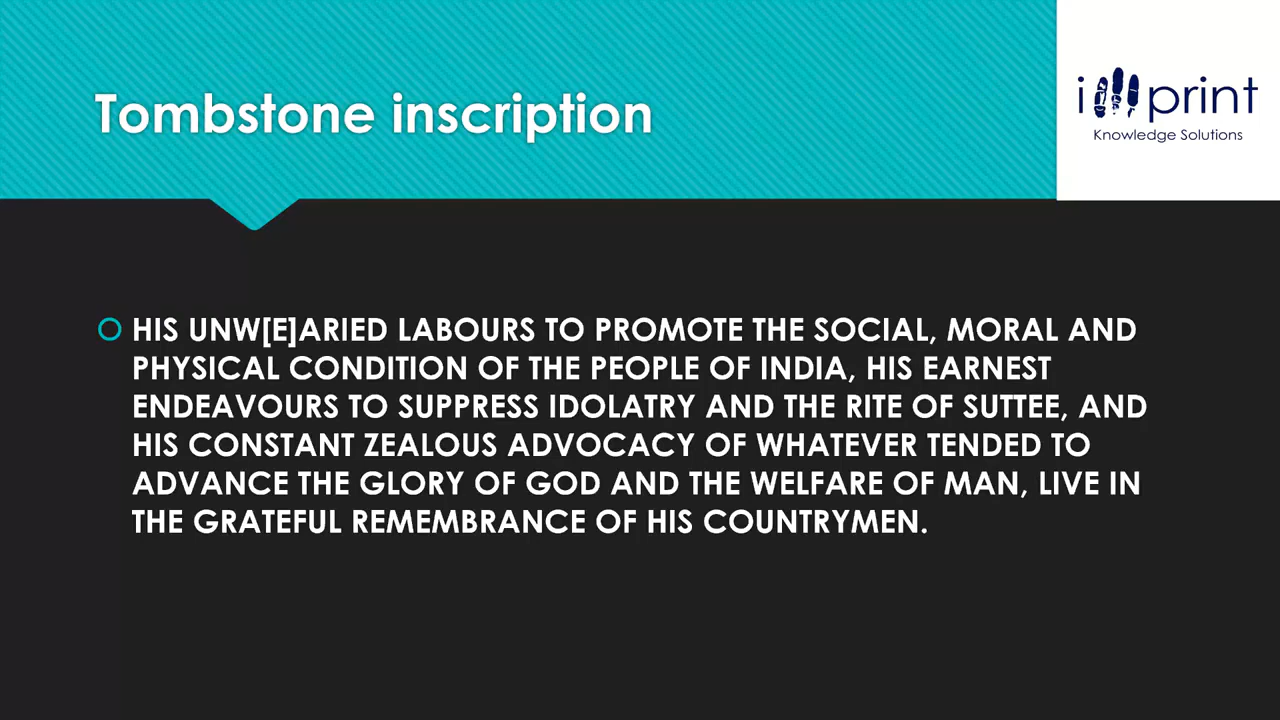 Tombstone inscription
i print
Knowledge Solutions
HIS UNW[E]ARIED LABOURS TO PROMOTE THE SOCIAL, MORAL AND
PHYSICAL CONDITION OF THE PEOPLE OF INDIA, HIS EARNEST
ENDEAVOURS TO SUPPRESS IDOLATRY AND THE RITE OF SUTTEE, AND
HIS CONSTANT ZEALOUS ADVOCACY OF WHATEVER TENDED TO
ADVANCE THE GLORY OF GOD AND THE WELFARE OF MAN, LIVE IN
THE GRATEFUL REMEMBRANCE OF HIS COUNTRYMEN.